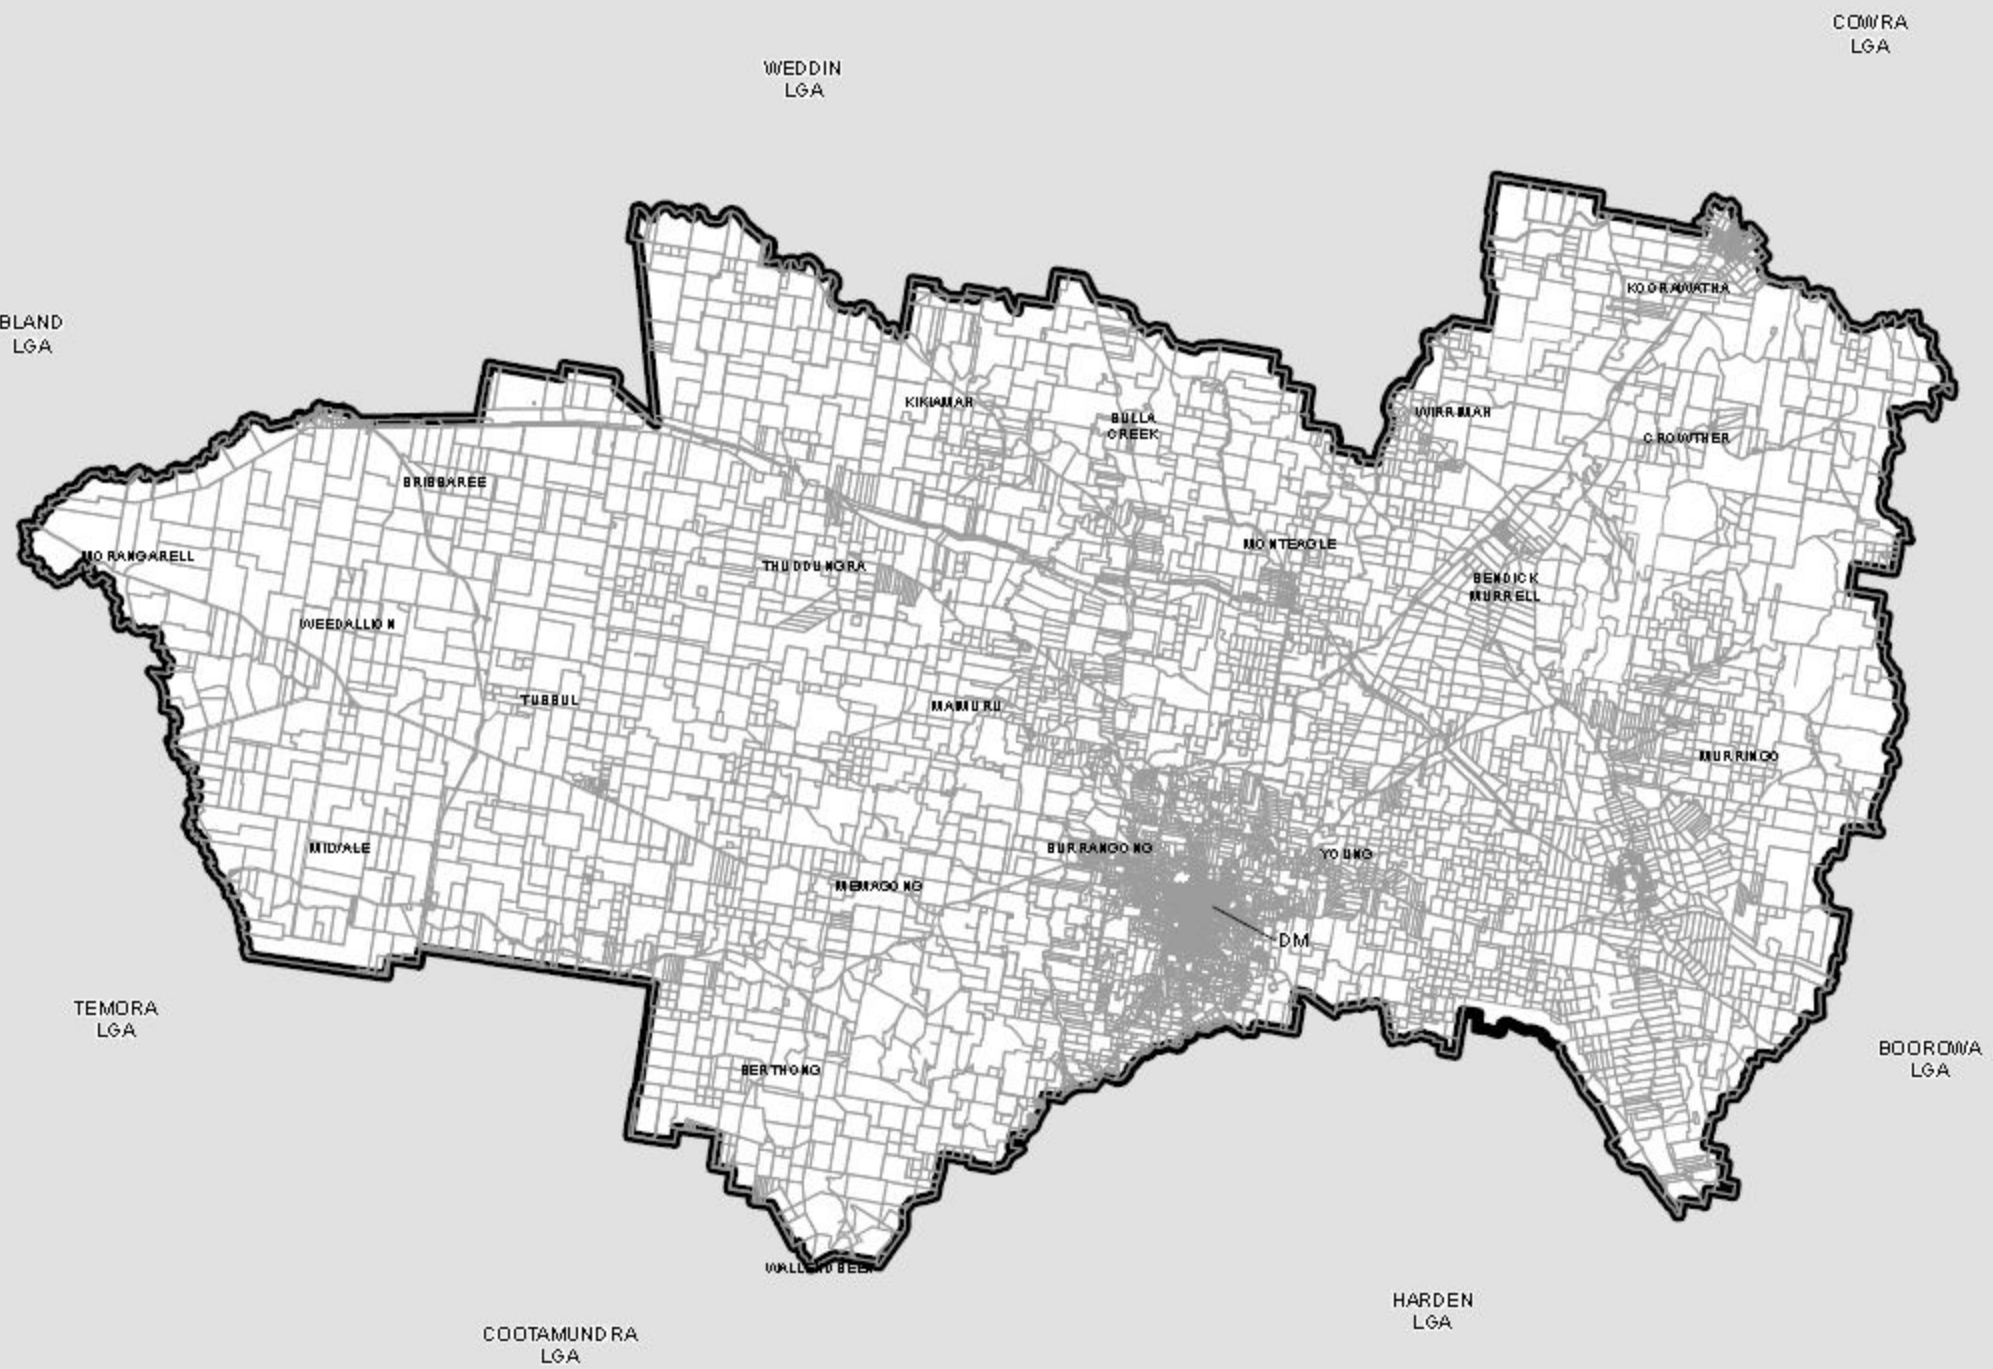 COWRA
LGA
WEDDIN
LGA
BLAND
LGA
KOORAWATHA
KIKIAMAH
BULLA
CREEK
WIRRIMAH
CROWTHER
BRIBBAREE
MONTEAGLE
MORANGARELL
THUDDUNGRA
BENDICK
MURRELL
WEEDALLION
TUBBUL
MAIMURU
MURRINGO
MIDVALE
BURRANGONG
YOUNG
MEMAGONG
DM
TEMORA
LGA
BOOROWA
LGA
BERTHONG
WALLENDBEEN
HARDEN
LGA
COOTAMUNDRA
LGA